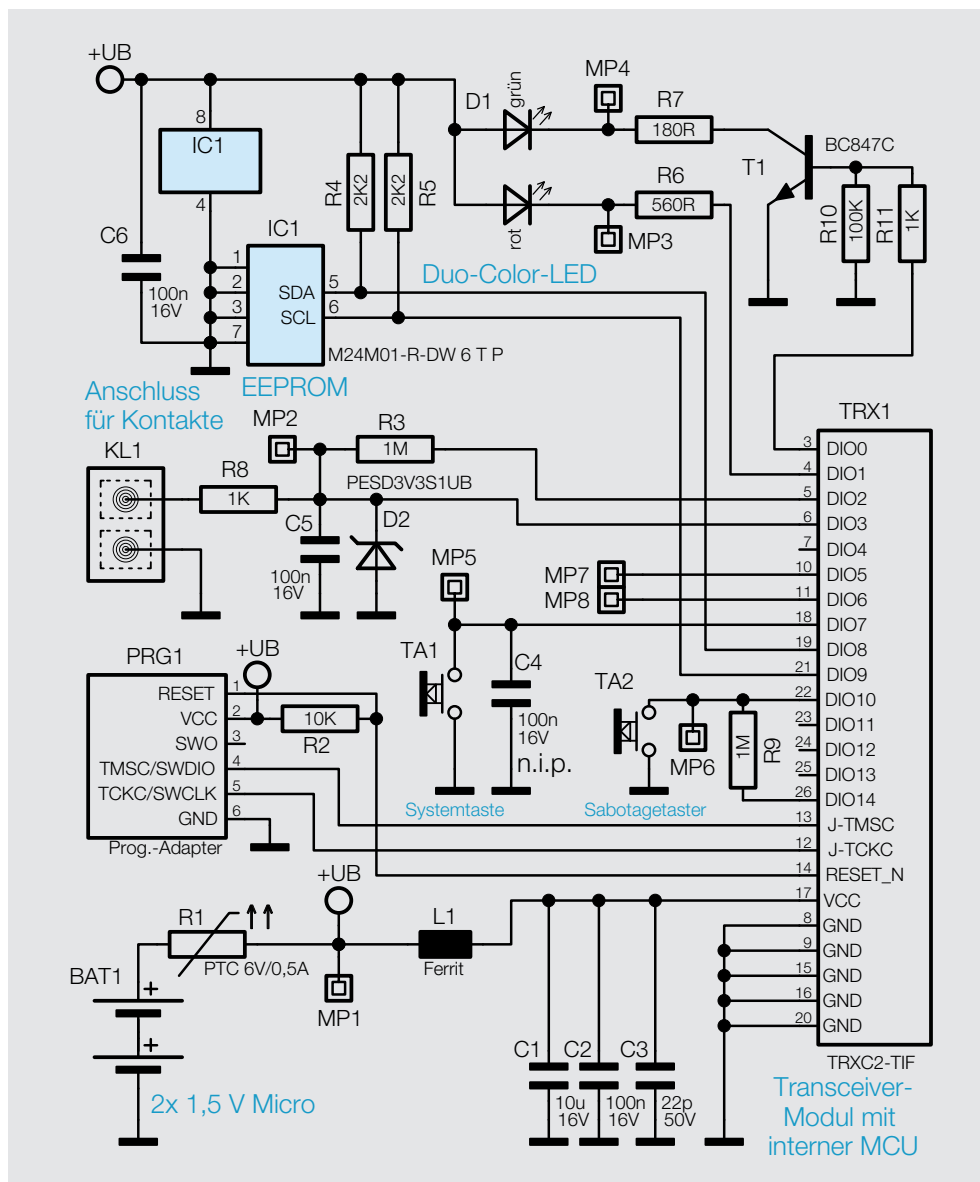 +UB
MP4
D1
grün
R7
180R
8
IC1
BC847C
T1
R4
2K2
2K2
R5
R6
560R
rot
MP3
R10
100K
R11
1K
4
C6
100n
16V
IC1
1
2
3
7
SDA
SCL
5
6
Duo-Color-LED
M24M01-R-DW 6 T P
EEPROM
Anschluss
für Kontakte
KL1
MP2
R3
1M
R8
1K
PESD3V3S1UB
C5
100n
16V
D2
TRX1
3 DIO0
4 DIO1
5 DIO2
6 DIO3
7 DIO4
10 DIO5
11 DIO6
18 DIO7
19 DIO8
21 DIO9
22 DIO10
23 DIO11
24 DIO12
25 DIO13
26 DIO14
13 J-TMSC
12 J-TCKC
14 RESET_N
17 VCC
8 GND
9 GND
15 GND
16 GND
20 GND
TRXC2-TIF
Transceiver-
Modul mit
interner MCU
MP5
MP7
MP8
TA1
C4
100n
16V
n.i.p.
Systemtaste
TA2
MP6
1M
R9
Sabotagetaster
PRG1
+UB
RESET 1
VCC 2
SWO 3
TMSC/SWDIO 4
TCKC/SWCLK 5
GND 6
Prog.-Adapter
10K
R2
+UB
R1
PTC 6V/0,5A
L1
Ferrit
BAT1
+
+
MP1
2x 1,5 V Micro
C1
10u
16V
C2
100n
16V
C3
22p
50V